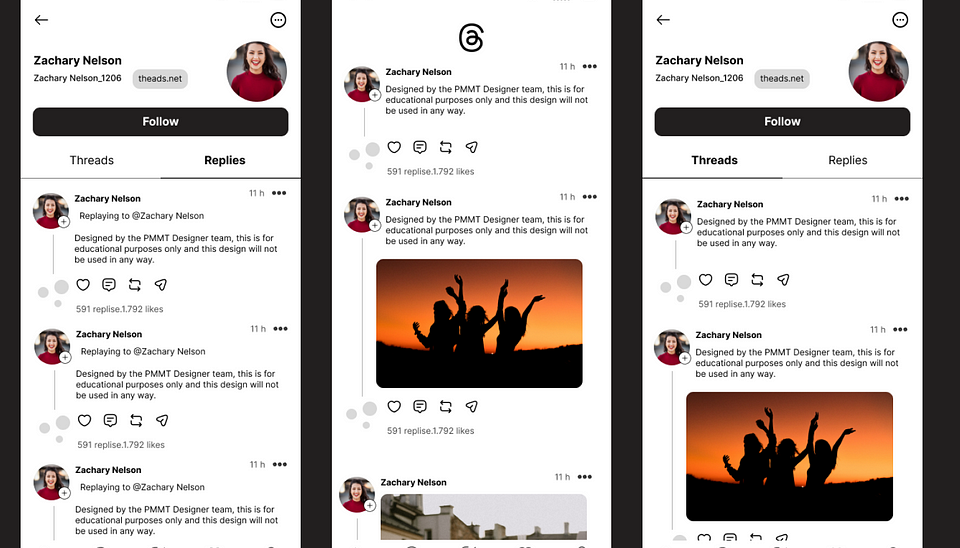 Zachary Nelson
Zachary Nelson_1206
theads.net
Follow
Threads
Replies
11 h
Zachary Nelson
Replaying to @Zachary Nelson
Designed by the PMMT Designer team, this is for
educational purposes only and this design will not
be used in any way.
591 replise.1.792 likes
11 h
Zachary Nelson
Replaying to @Zachary Nelson
Designed by the PMMT Designer team, this is for
educational purposes only and this design will not
be used in any way.
591 replise.1.792 likes
11 h
Zachary Nelson
Replaying to @Zachary Nelson
Designed by the PMMT Designer team, this is for
educational purposes only and this design will not
be used in any way.
11 h
Zachary Nelson
Designed by the PMMT Designer team, this is for
educational purposes only and this design will not
be used in any way.
591 replise.1.792 likes
11 h
Zachary Nelson
Designed by the PMMT Designer team, this is for
educational purposes only and this design will not
be used in any way.
591 replise.1.792 likes
11 h
Zachary Nelson
Zachary Nelson
Zachary Nelson_1206
theads.net
Follow
Threads
Replies
11 h
Zachary Nelson
Designed by the PMMT Designer team, this is for
educational purposes only and this design will not
be used in any way.
591 replise.1.792 likes
11 h
Zachary Nelson
Designed by the PMMT Designer team, this is for
educational purposes only and this design will not
be used in any way.